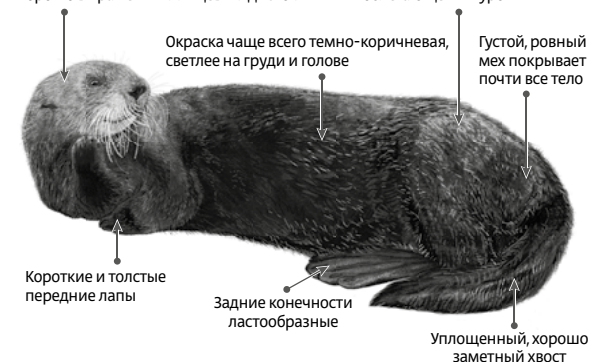 Окраска чаще всего темно-коричневая,
светлее на груди и голове
Густой, ровный
мех покрывает
почти все тело
Короткие и толстые
передние лапы
Задние конечности
ластообразные
Уплощенный, хорошо
заметный хвост